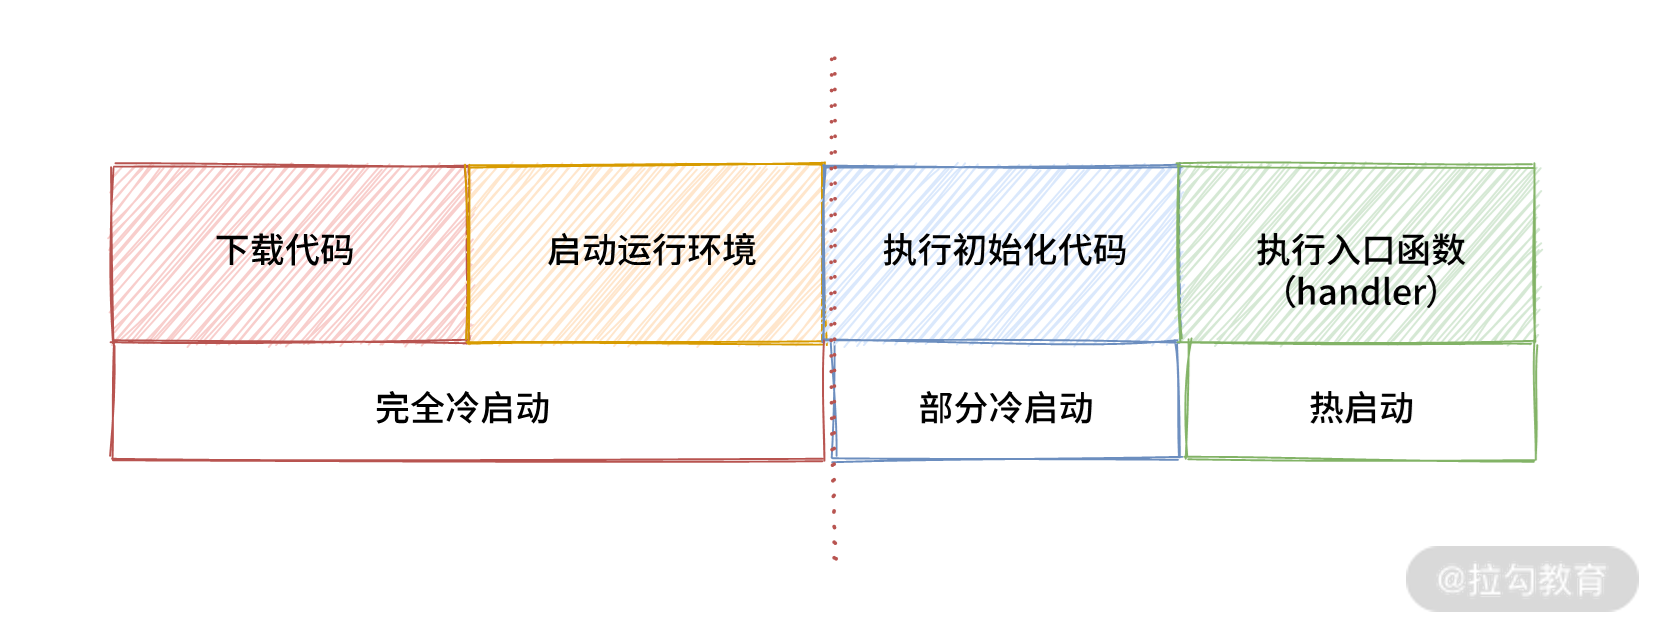 下载代码
启动运行环境
执行初始化代码
执行入口函数
(handler)
完全冷启动
部分冷启动
热启动
@拉勾教育